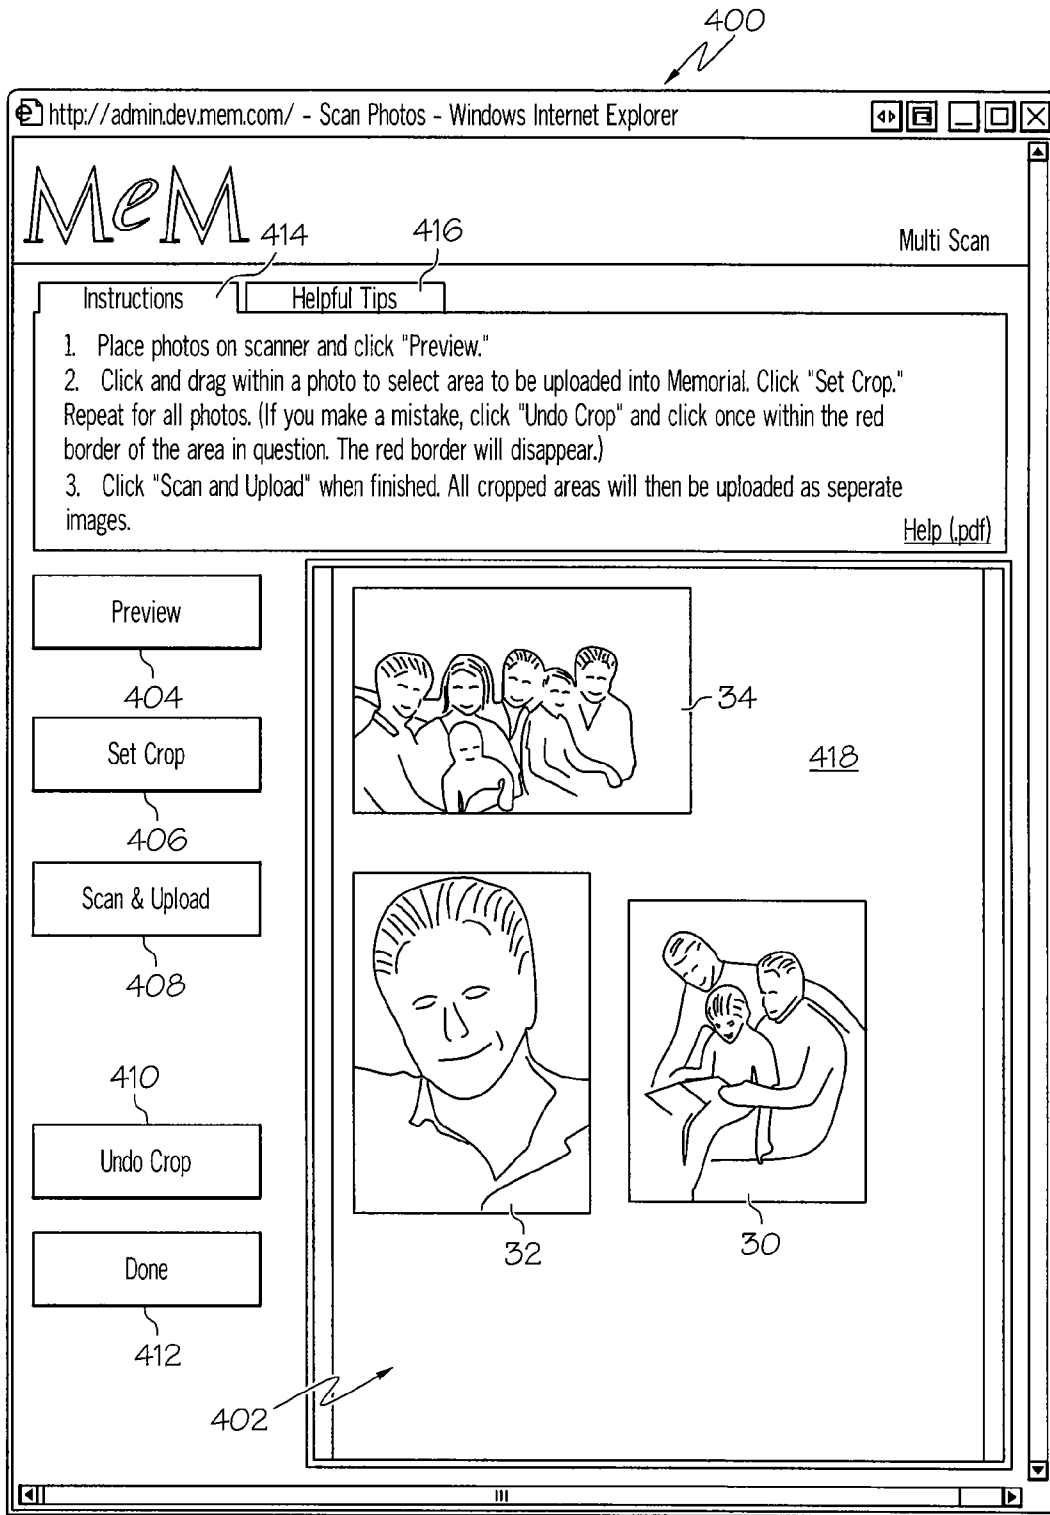 400
http://admin.dev.mem.com/ - Scan Photos - Windows Internet Explorer
MeM
414
416
Multi Scan
Instructions
Helpful Tips
1. Place photos on scanner and click "Preview."
2. Click and drag within a photo to select area to be uploaded into Memorial. Click "Set Crop."
Repeat for all photos. (If you make a mistake, click "Undo Crop" and click once within the red
border of the area in question. The red border will disappear.)
3. Click "Scan and Upload" when finished. All cropped areas will then be uploaded as seperate
images.
Help (.pdf)
Preview
404
34
418
Set Crop
406
Scan & Upload
408
410
Undo Crop
32
30
Done
412
402